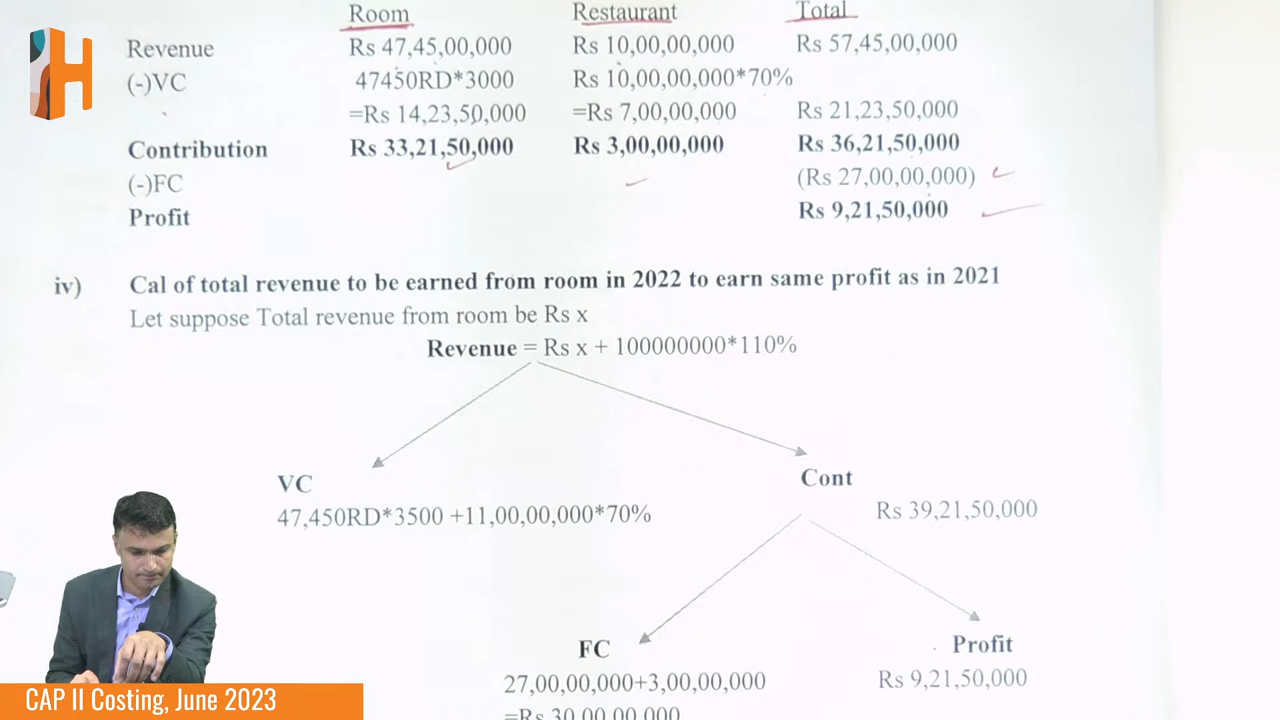 Room Restaurant Total
Revenue Rs 47,45,00,000 Rs 10,00,00,000 Rs 57,45,00,000
(-)VC 47450RD*3000 Rs 10,00,00,000*70%
=Rs 14,23,50,000 =Rs 7,00,00,000 Rs 21,23,50,000
Contribution Rs 33,21,50,000 Rs 3,00,00,000 Rs 36,21,50,000
(-)FC (Rs 27,00,00,000)
Profit Rs 9,21,50,000
iv) Cal of total revenue to be earned from room in 2022 to earn same profit as in 2021
Let suppose Total revenue from room be Rs x
Revenue = Rs x + 100000000*110%
VC Cont
47,450RD*3500 +11,00,00,000*70% Rs 39,21,50,000
FC Profit
27,00,00,000+3,00,00,000 Rs 9,21,50,000
=Rs 30,00,00,000
CAP II Costing, June 2023
H